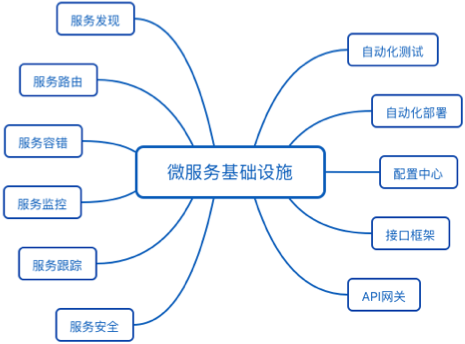 服务发现
服务路由
服务容错
服务监控
服务跟踪
服务安全
微服务基础设施
自动化测试
自动化部署
配置中心
接口框架
API网关